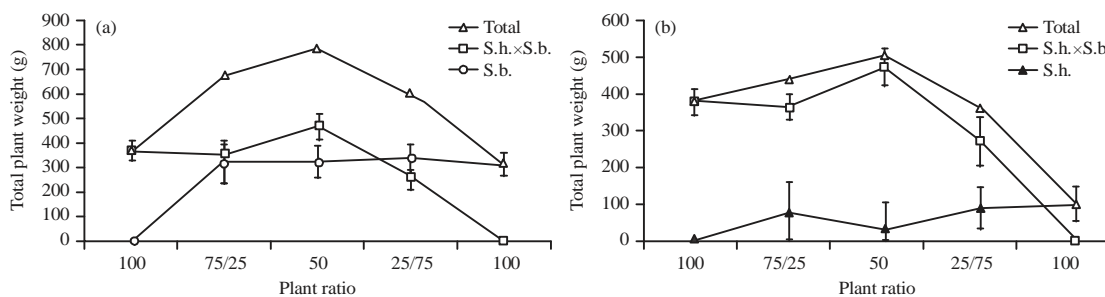 (a)
Total
S.h.×S.b.
S.b.
Total plant weight (g)
900
800
700
600
500
400
300
200
100
0
100 75/25 50 25/75 100
Plant ratio
(b)
Total
S.h.×S.b
S.h.
Total plant weight (g)
600
500
400
300
200
100
0
100 75/25 50 25/75 100
Plant ratio